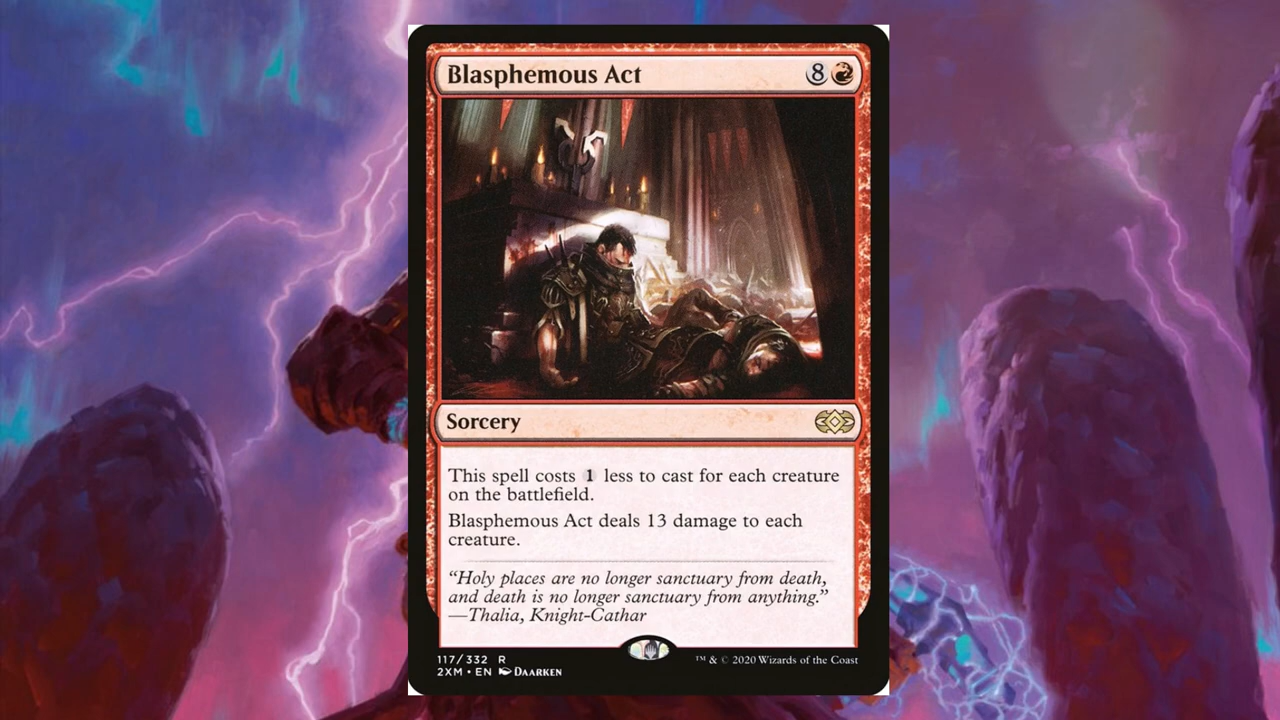 Blasphemous Act 8
Sorcery
This spell costs 1 less to cast for each creature
on the battlefield.
Blasphemous Act deals 13 damage to each
creature.
“Holy places are no longer sanctuary from death,
and death is no longer sanctuary from anything.”
—Thalia, Knight-Cathar
117/332 R
2XM • EN DAARKEN
™ & © 2020 Wizards of the Coast